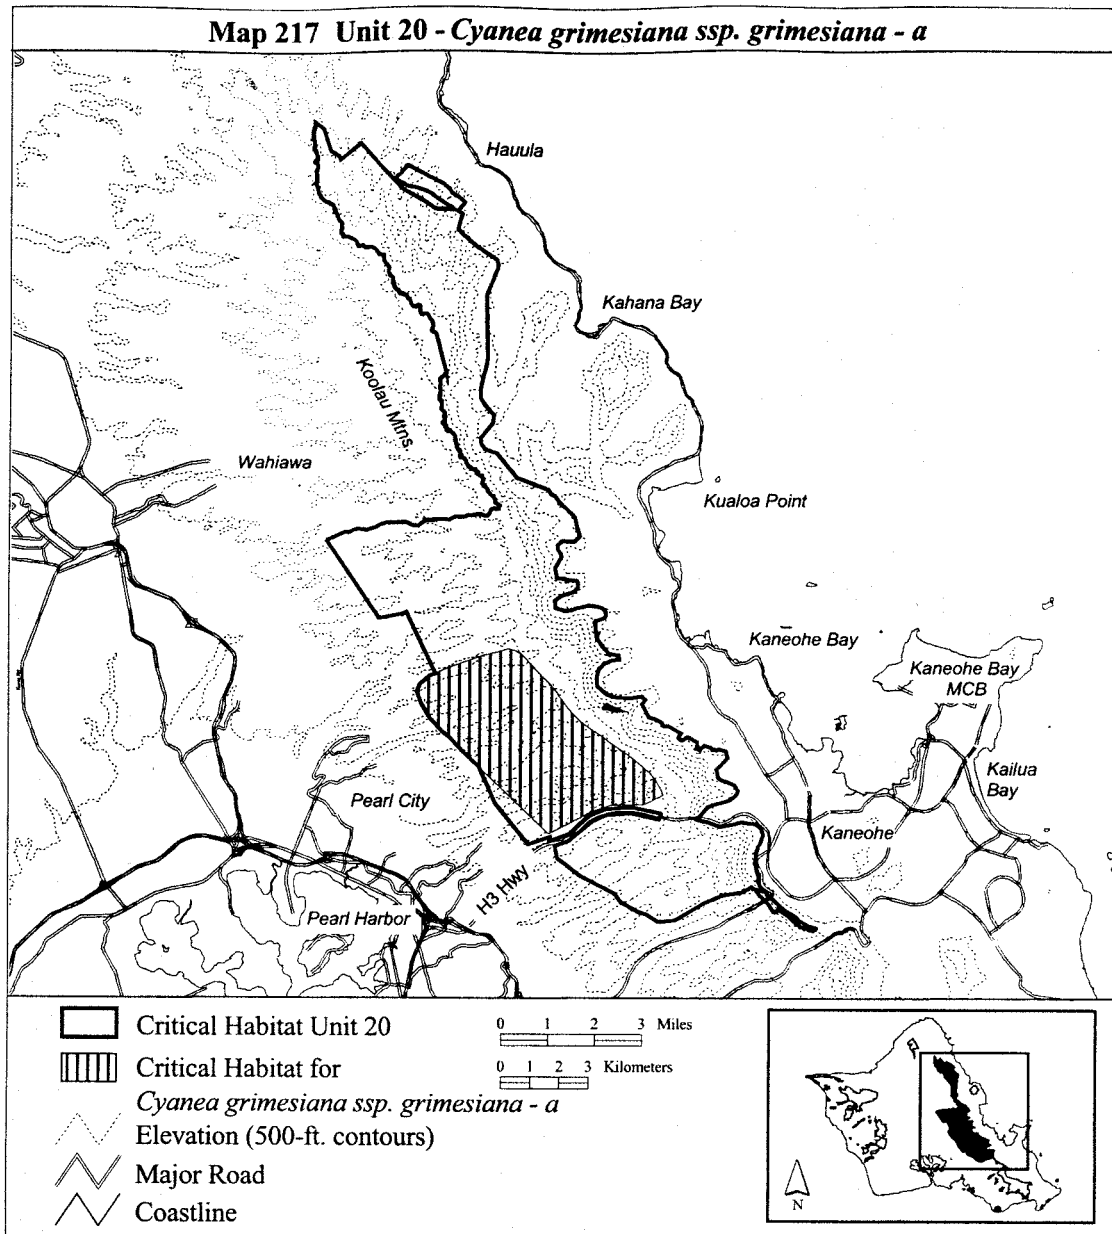 Map 217 Unit 20 - Cyanea grimesiana ssp. grimesiana - a
Hauula
Kahana Bay
Koolau Mtns.
Wahiawa
Kualoa Point
Kaneohe Bay
Kaneohe Bay
MCB
Kailua
Bay
Pearl City
Kaneohe
H3 Hwy
Pearl Harbor
Critical Habitat Unit 20
Critical Habitat for
Cyanea grimesiana ssp. grimesiana - a
Elevation (500-ft. contours)
Major Road
Coastline
0 1 2 3 Miles
0 1 2 3 Kilometers
N